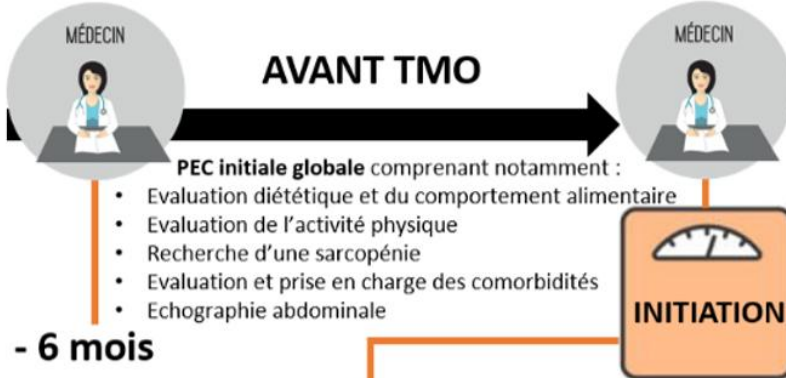 MÉDECIN
MÉDECIN
AVANT TMO
PEC initiale globale comprenant notamment :
• Evaluation diététique et du comportement alimentaire
• Evaluation de l'activité physique
• Recherche d'une sarcopénie
• Evaluation et prise en charge des comorbidités
• Echographie abdominale
INITIATION
- 6 mois